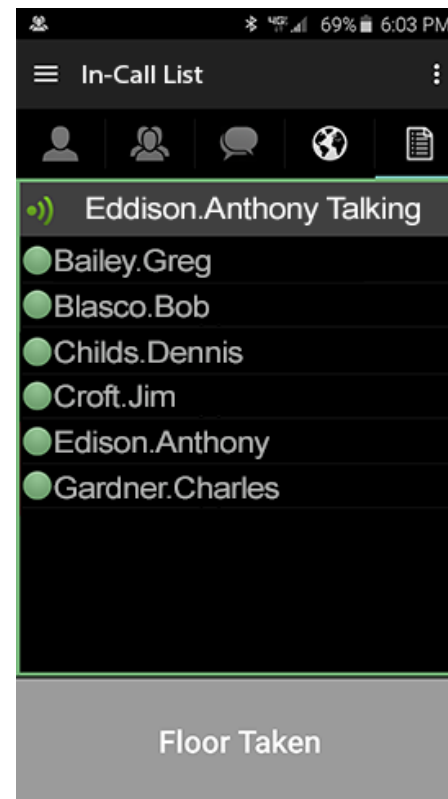 4G 69% 6:03 PM
In-Call List
Eddison.Anthony Talking
Bailey.Greg
Blasco.Bob
Childs.Dennis
Croft.Jim
Edison.Anthony
Gardner.Charles
Floor Taken